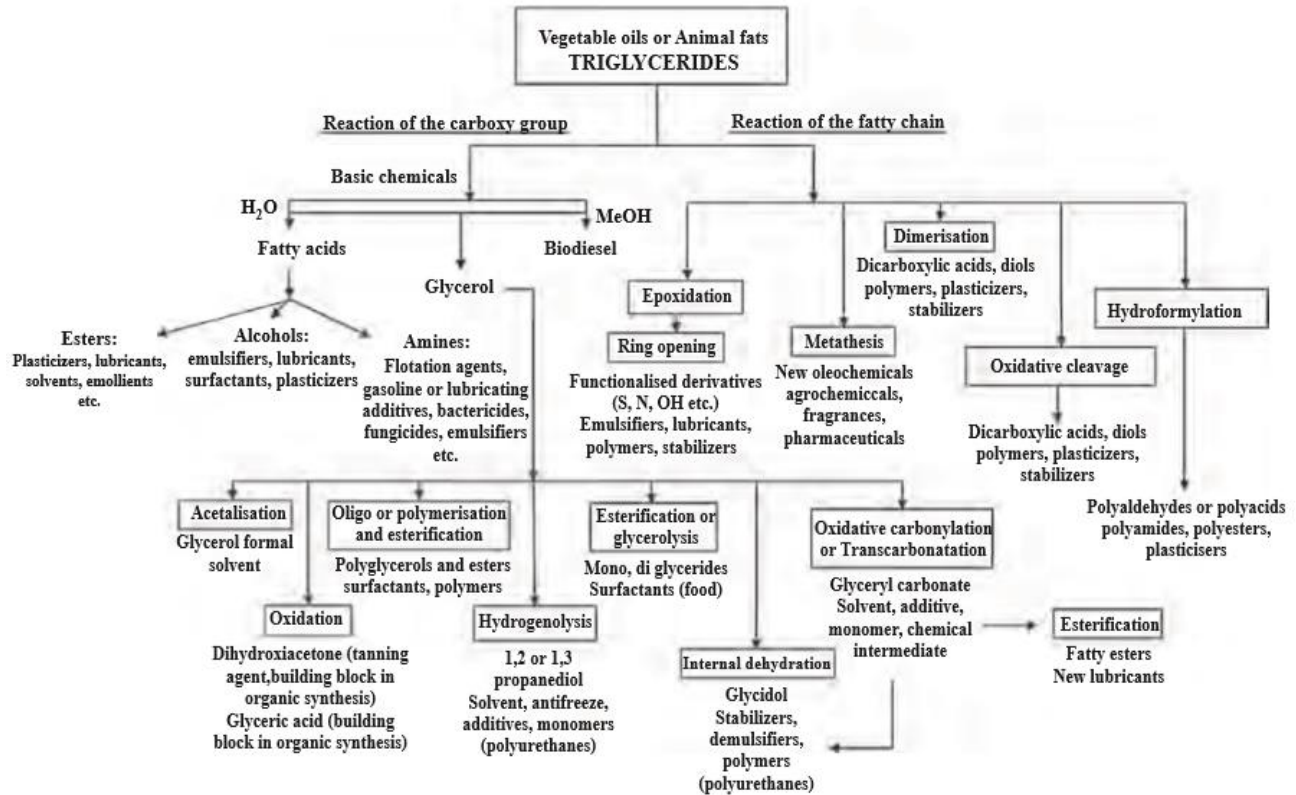 Vegetable oils or Animal fats
TRIGLYCERIDES
Reaction of the carboxy group
Reaction of the fatty chain
Basic chemicals
H₂O
MeOH
Fatty acids
Biodiesel
Glycerol
Esters:
Plasticizers, lubricants,
solvents, emollients
etc.
Alcohols:
emulsifiers, lubricants,
surfactants, plasticizers
Amines:
Flotation agents,
gasoline or lubricating
additives, bactericides,
fungicides, emulsifiers
etc.
Epoxidation
Ring opening
Functionalised derivatives
(S, N, OH etc.)
Emulsifiers, lubricants,
polymers, stabilizers
Metathesis
New oleochemicals
agrochemiccals,
fragrances,
pharmaceuticals
Dimerisation
Dicarboxylic acids, diols
polymers, plasticizers,
stabilizers
Oxidative cleavage
Dicarboxylic acids, diols
polymers, plasticizers,
stabilizers
Hydroformylation
Polyaldehydes or polyacids
polyamides, polyesters,
plasticisers
Acetalisation
Glycerol formal
solvent
Oxidation
Dihydroxiacetone (tanning
agent,building block in
organic synthesis)
Glyceric acid (building
block in organic synthesis)
Oligo or polymerisation
and esterification
Polyglycerols and esters
surfactants, polymers
Hydrogenolysis
1,2 or 1,3
propanediol
Solvent, antifreeze,
additives, monomers
(polyurethanes)
Esterification or
glycerolysis
Mono, di glycerides
Surfactants (food)
Internal dehydration
Glycidol
Stabilizers,
demulsifiers,
polymers
(polyurethanes)
Oxidative carbonylation
or Transcarbonatation
Glyceryl carbonate
Solvent, additive,
monomer, chemical
intermediate
Esterification
Fatty esters
New lubricants